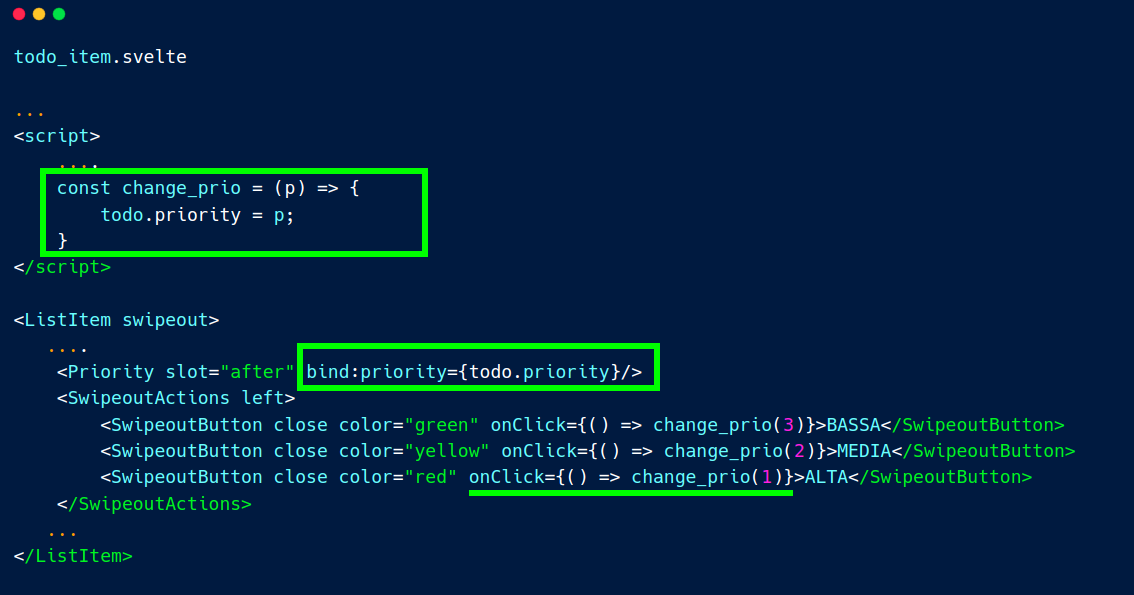 todo_item.svelte
...
<script>
    ....
    const change_prio = (p) => {
        todo.priority = p;
    }
</script>
<ListItem swipeout>
   ....
    <Priority slot="after" bind:priority={todo.priority}/>
    <SwipeoutActions left>
        <SwipeoutButton close color="green" onClick={() => change_prio(3)}>BASSA</SwipeoutButton>
        <SwipeoutButton close color="yellow" onClick={() => change_prio(2)}>MEDIA</SwipeoutButton>
        <SwipeoutButton close color="red" onClick={() => change_prio(1)}>ALTA</SwipeoutButton>
    </SwipeoutActions>
   ...
</ListItem>